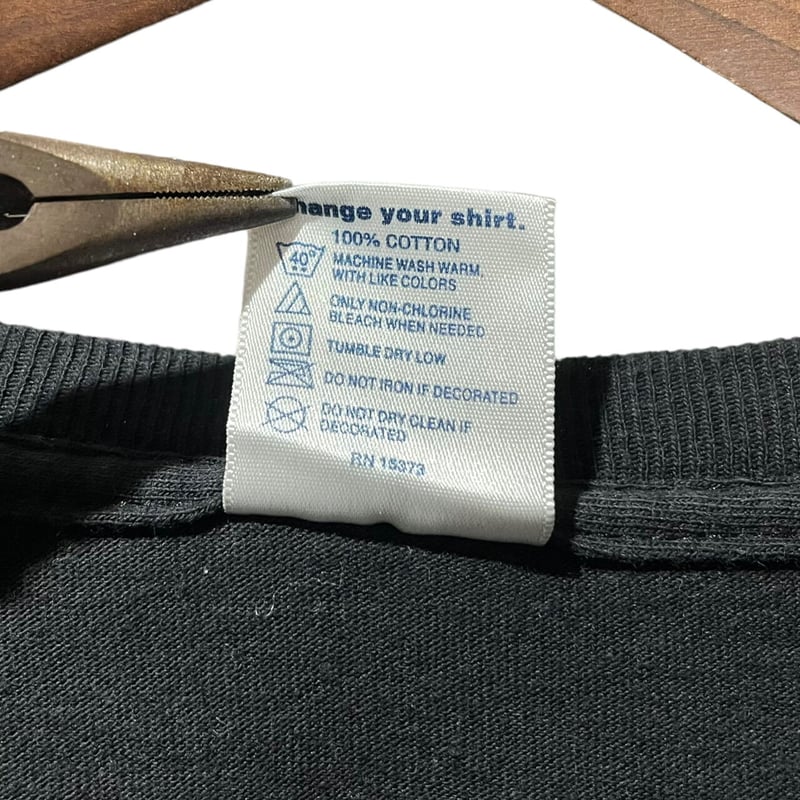 hange your shirt.
100% COTTON
40°
MACHINE WASH WARM,
WITH LIKE COLORS
ONLY NON-CHLORINE
BLEACH WHEN NEEDED
TUMBLE DRY LOW
DO NOT IRON IF DECORATED
DO NOT DRY CLEAN IF
DECORATED
RN 15373